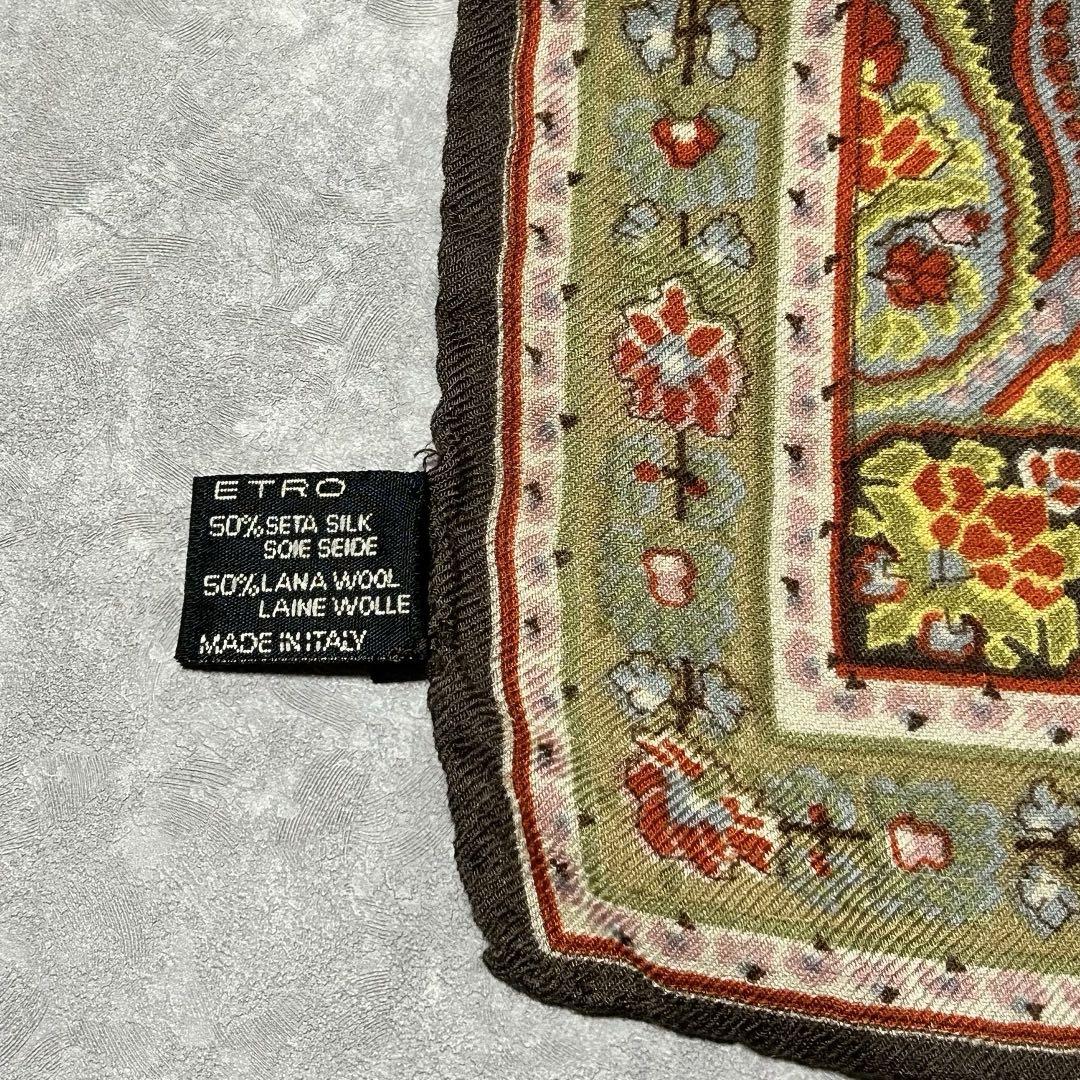 ETRO
50% SETA SILK
SOIE SEIDE
50% LANA WOOL
LAINE WOLLE
MADE IN ITALY